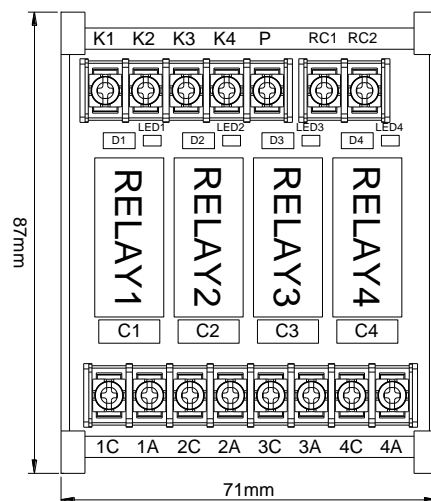 K1 K2 K3 K4 P RC1 RC2
LED1 LED2 LED3 LED4
D1 D2 D3 D4
RELAY1 RELAY2 RELAY3 RELAY4
C1 C2 C3 C4
1C 1A 2C 2A 3C 3A 4C 4A
87mm
71mm